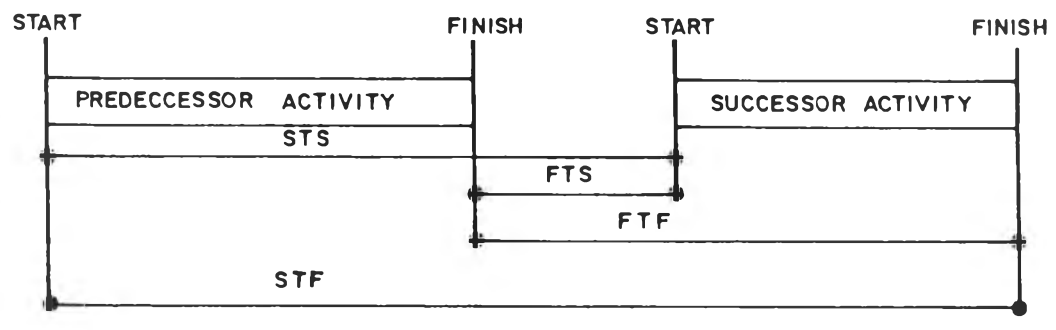 START FINISH START FINISH
PREDECCESSOR ACTIVITY SUCCESSOR ACTIVITY
STS
FTS
FTF
STF